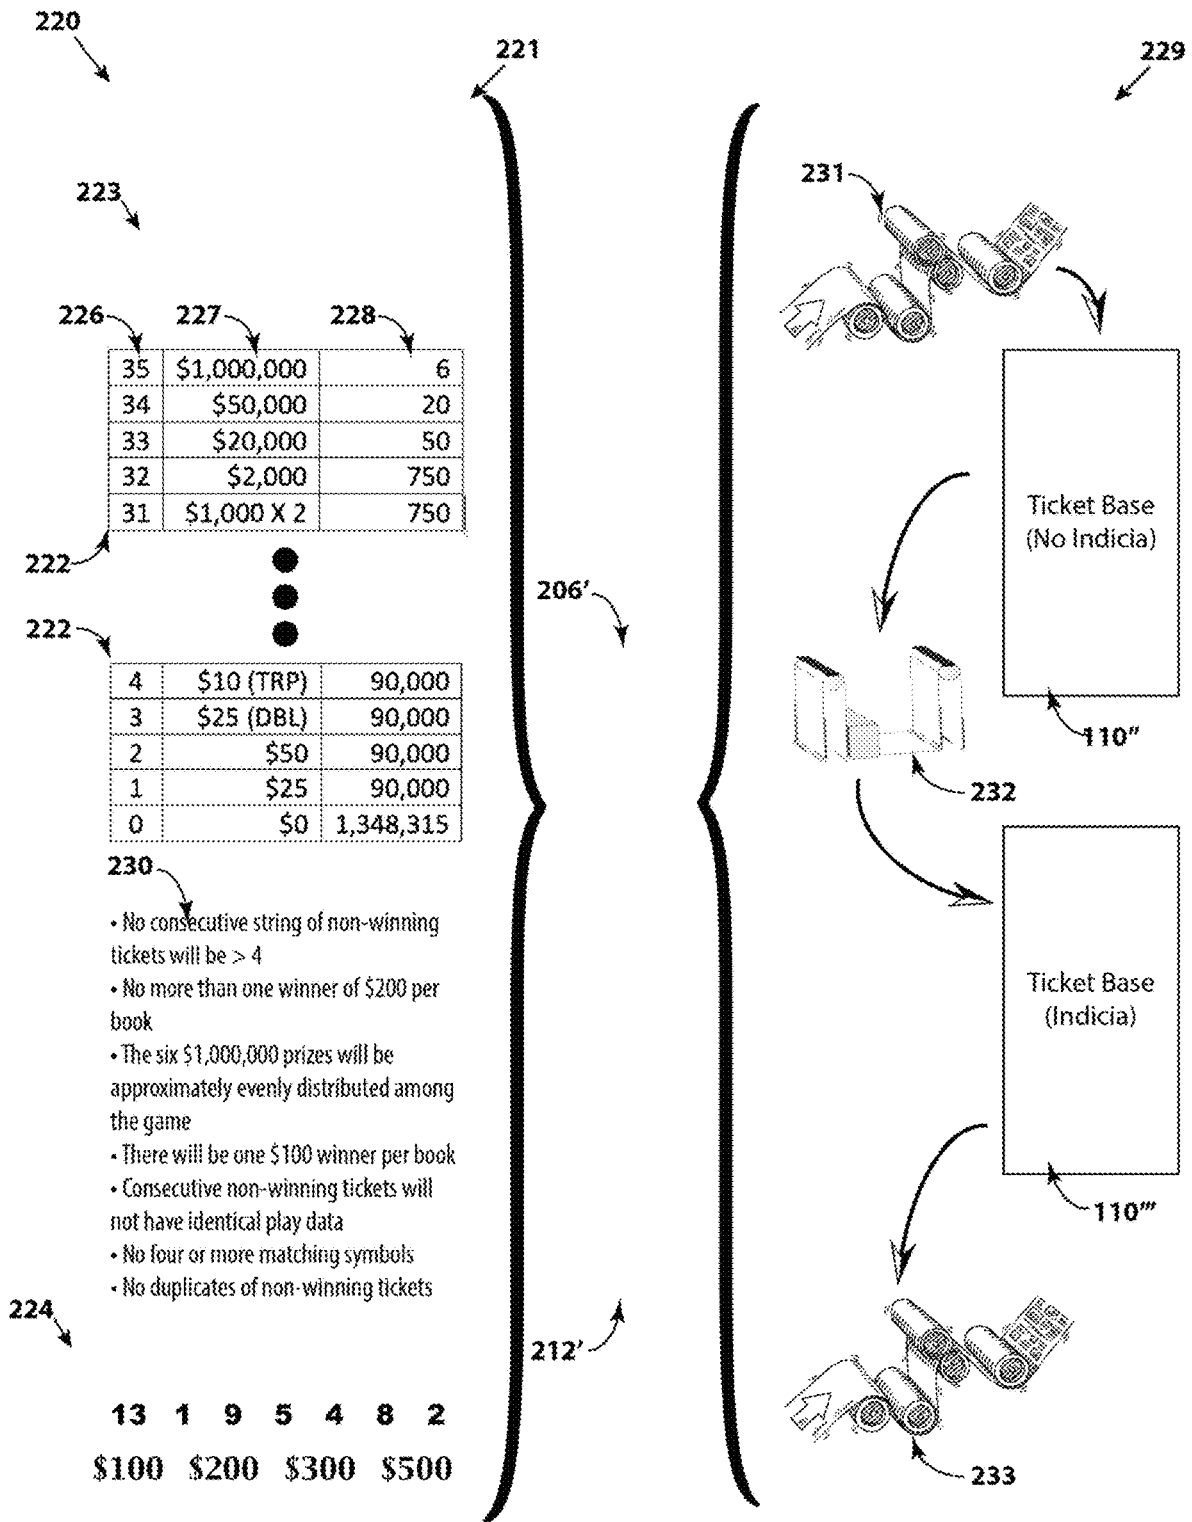 220
221
229
223
231
226 227 228
35 $1,000,000 6
34 $50,000 20
33 $20,000 50
32 $2,000 750
31 $1,000 X 2 750
222
206'
222
4 $10 (TRP) 90,000
3 $25 (DBL) 90,000
2 $50 90,000
1 $25 90,000
0 $0 1,348,315
230
• No consecutive string of non-winning
tickets will be > 4
• No more than one winner of $200 per
book
• The six $1,000,000 prizes will be
approximately evenly distributed among
the game
• There will be one $100 winner per book
• Consecutive non-winning tickets will
not have identical play data
• No four or more matching symbols
• No duplicates of non-winning tickets
224
212'
13 1 9 5 4 8 2
$100 $200 $300 $500
Ticket Base
(No Indicia)
110"
232
Ticket Base
(Indicia)
110'''
233